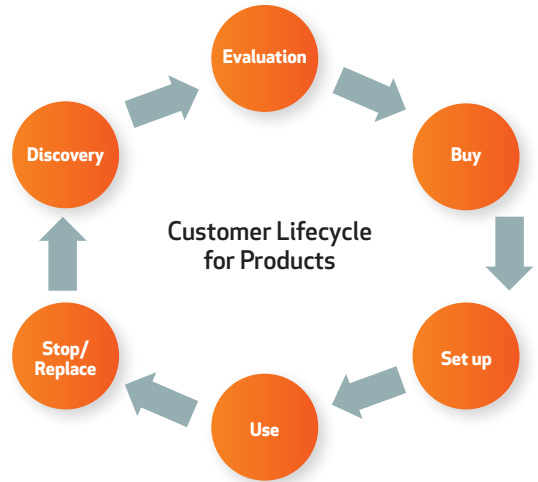 Evaluation
Discovery
Buy
Customer Lifecycle
for Products
Stop/
Replace
Set up
Use